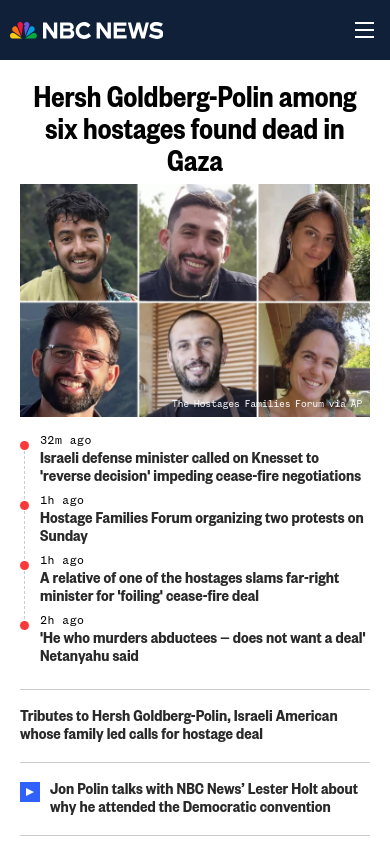 NBC NEWS
Hersh Goldberg-Polin among
six hostages found dead in
Gaza
The Hostages Families Forum via AP
32m ago
Israeli defense minister called on Knesset to
'reverse decision' impeding cease-fire negotiations
1h ago
Hostage Families Forum organizing two protests on
Sunday
1h ago
A relative of one of the hostages slams far-right
minister for 'foiling' cease-fire deal
2h ago
'He who murders abductees — does not want a deal'
Netanyahu said
Tributes to Hersh Goldberg-Polin, Israeli American
whose family led calls for hostage deal
Jon Polin talks with NBC News’ Lester Holt about
why he attended the Democratic convention